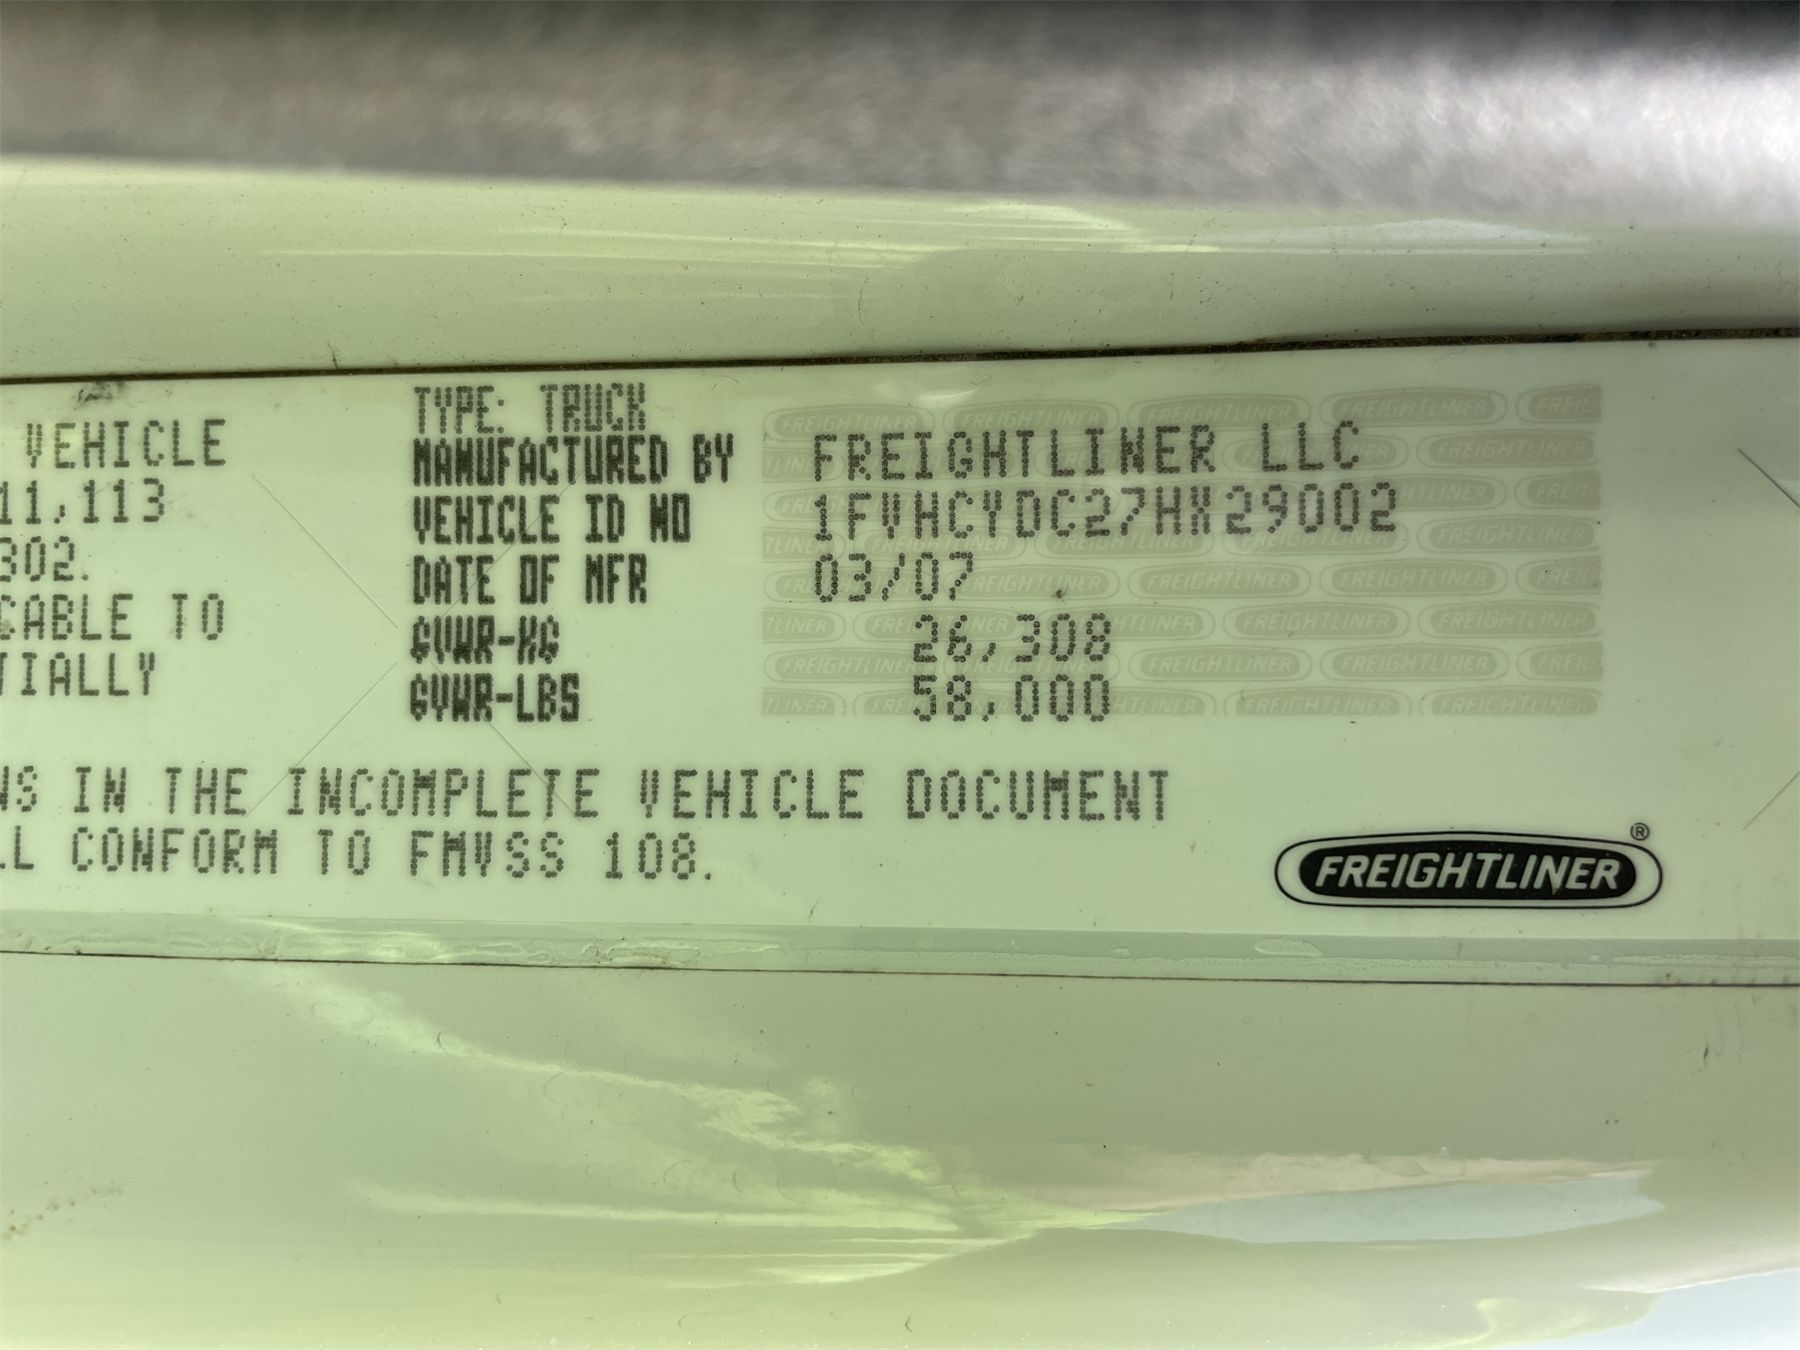 TYPE: TRUCK
VEHICLE MANUFACTURED BY FREIGHTLINER LLC
11,113 VEHICLE ID NO 1FVHCYDC27HX29002
302. DATE OF MFR 03/07
CABLE TO GVWR-KG 26,308
TIALLY GVWR-LBS 58,000
NS IN THE INCOMPLETE VEHICLE DOCUMENT
LL CONFORM TO FMVSS 108.
FREIGHTLINER®